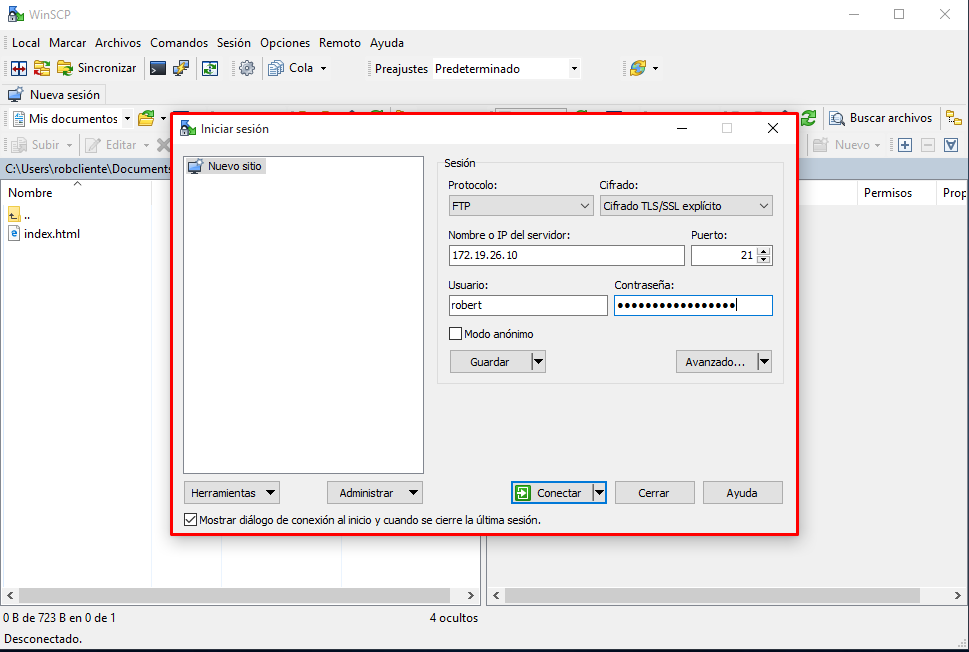 WinSCP
Local Marcar Archivos Comandos Sesión Opciones Remoto Ayuda
Sincronizar Cola Preajustes Predeterminado
Nueva sesión
Mis documentos Buscar archivos
Subir Editar Nuevo
C:\Users\robcliente\Documents
Nombre Permisos Prop
..
index.html
Iniciar sesión
Nuevo sitio
Sesión
Protocolo: Cifrado:
FTP Cifrado TLS/SSL explícito
Nombre o IP del servidor: Puerto:
172.19.26.10 21
Usuario: Contraseña:
robert •••••••••••••••••
Modo anónimo
Guardar Avanzado...
Herramientas Administrar Conectar Cerrar Ayuda
Mostrar diálogo de conexión al inicio y cuando se cierre la última sesión.
0 B de 723 B en 0 de 1 4 ocultos
Desconectado.